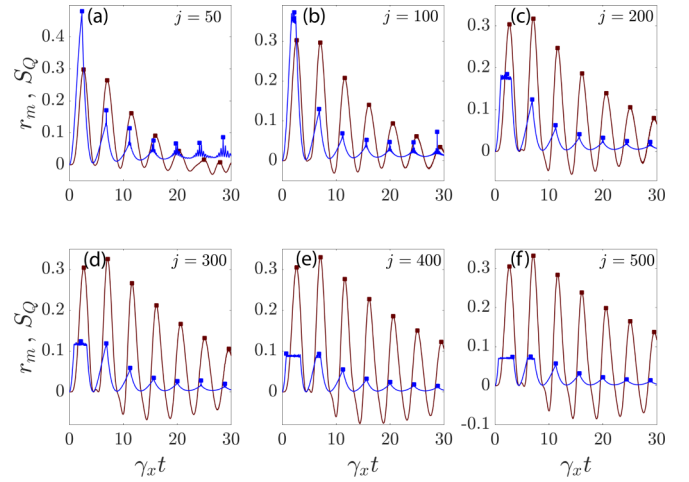 (a) j = 50
(b) j = 100
(c) j = 200
r_m , S_Q
0.4
0.3
0.2
0.1
0
0 10 20 30
0.3
0.2
0.1
0
0 10 20 30
0.3
0.2
0.1
0
0 10 20 30
(d) j = 300
(e) j = 400
(f) j = 500
r_m , S_Q
0.3
0.2
0.1
0
0 10 20 30
0.3
0.2
0.1
0
0 10 20 30
0.3
0.2
0.1
0
-0.1
0 10 20 30
γ_x t
γ_x t
γ_x t